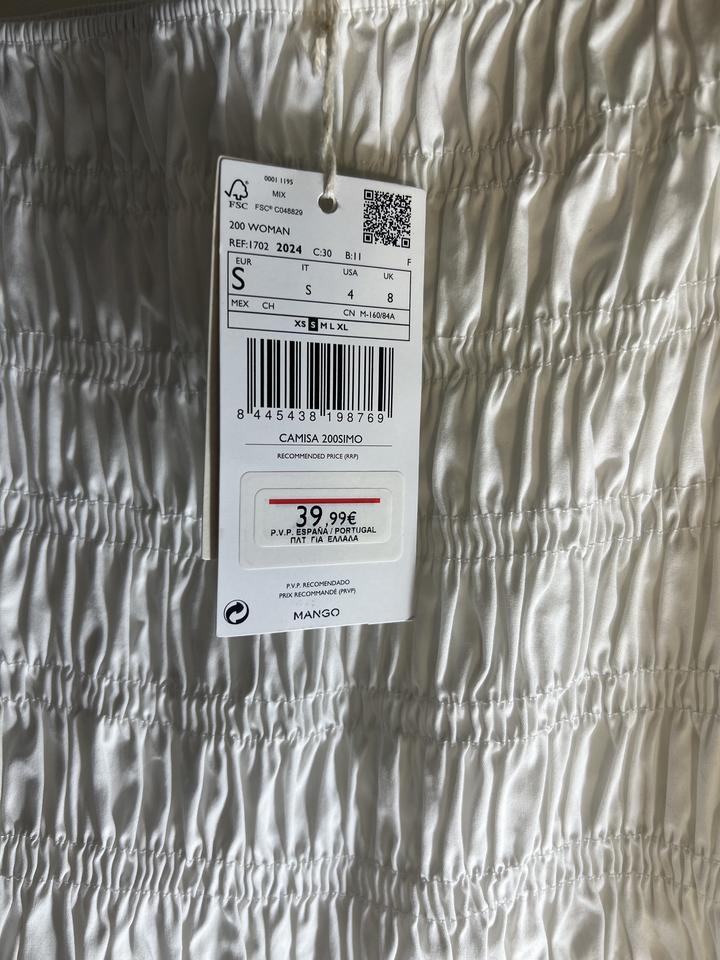 0001 1195
MIX
FSC
FSC® C048829
200 WOMAN
REF:1702 2024 C:30 B:11 F
EUR IT USA UK
S S 4 8
MEX CH CN M-160/84A
XS S M L XL
8 445438 198769
CAMISA 200SIMO
RECOMMENDED PRICE (RRP)
39,99€
P.V.P. ESPAÑA / PORTUGAL
ΠΛΤ ΓΙΑ ΕΛΛΑΔΑ
P.V.P. RECOMENDADO
PRIX RECOMMANDÉ (PRVP)
MANGO